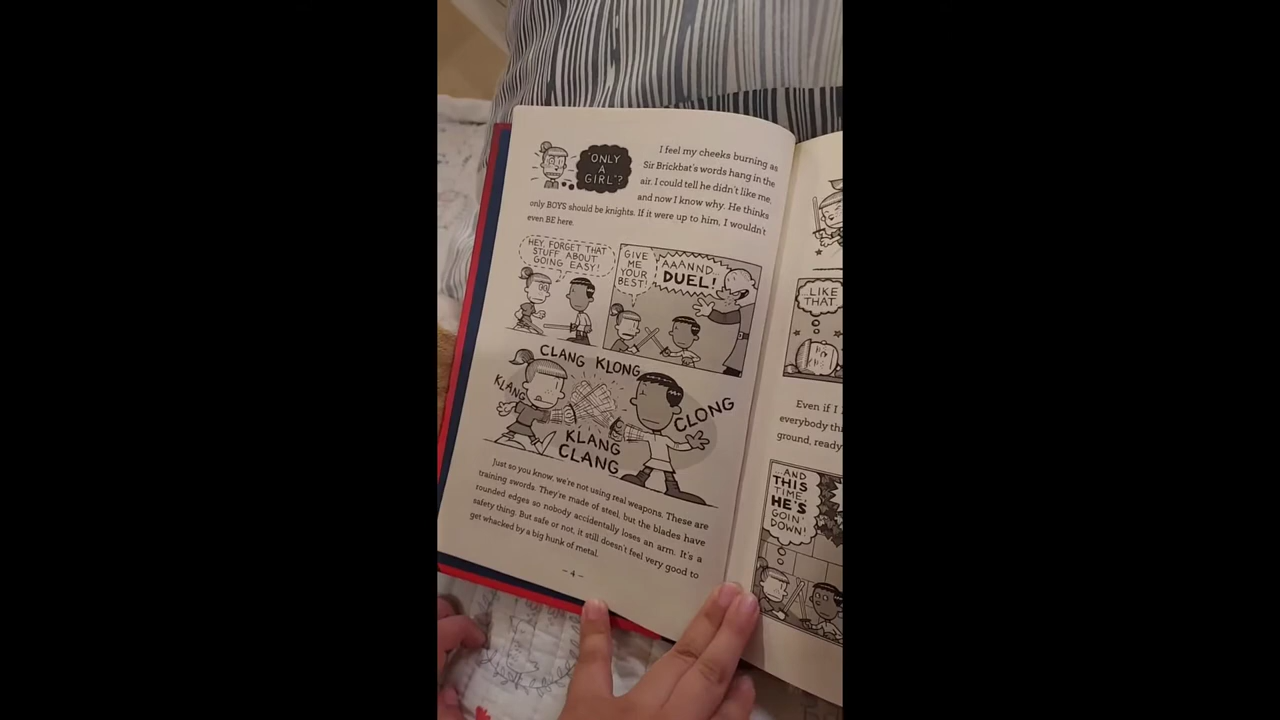 "ONLY
A
GIRL"?
I feel my cheeks burning as
Sir Brickbat's words hang in the
air. I could tell he didn't like me,
and now I know why. He thinks
only BOYS should be knights. If it were up to him, I wouldn't
even BE here.
HEY, FORGET THAT
STUFF ABOUT
GOING EASY!
GIVE
ME
YOUR
BEST!
AAANND...
DUEL!
CLANG KLONG
KLANG
CLONG
KLANG
CLANG
Just so you know, we're not using real weapons. These are
training swords. They're made of steel, but the blades have
rounded edges so nobody accidentally loses an arm. It's a
safety thing. But safe or not, it still doesn't feel very good to
get whacked by a big hunk of metal.
- 4 -
LIKE
THAT.
Even if I
everybody
ground, ready
...AND
THIS
TIME,
HE'S
GOIN'
DOWN!